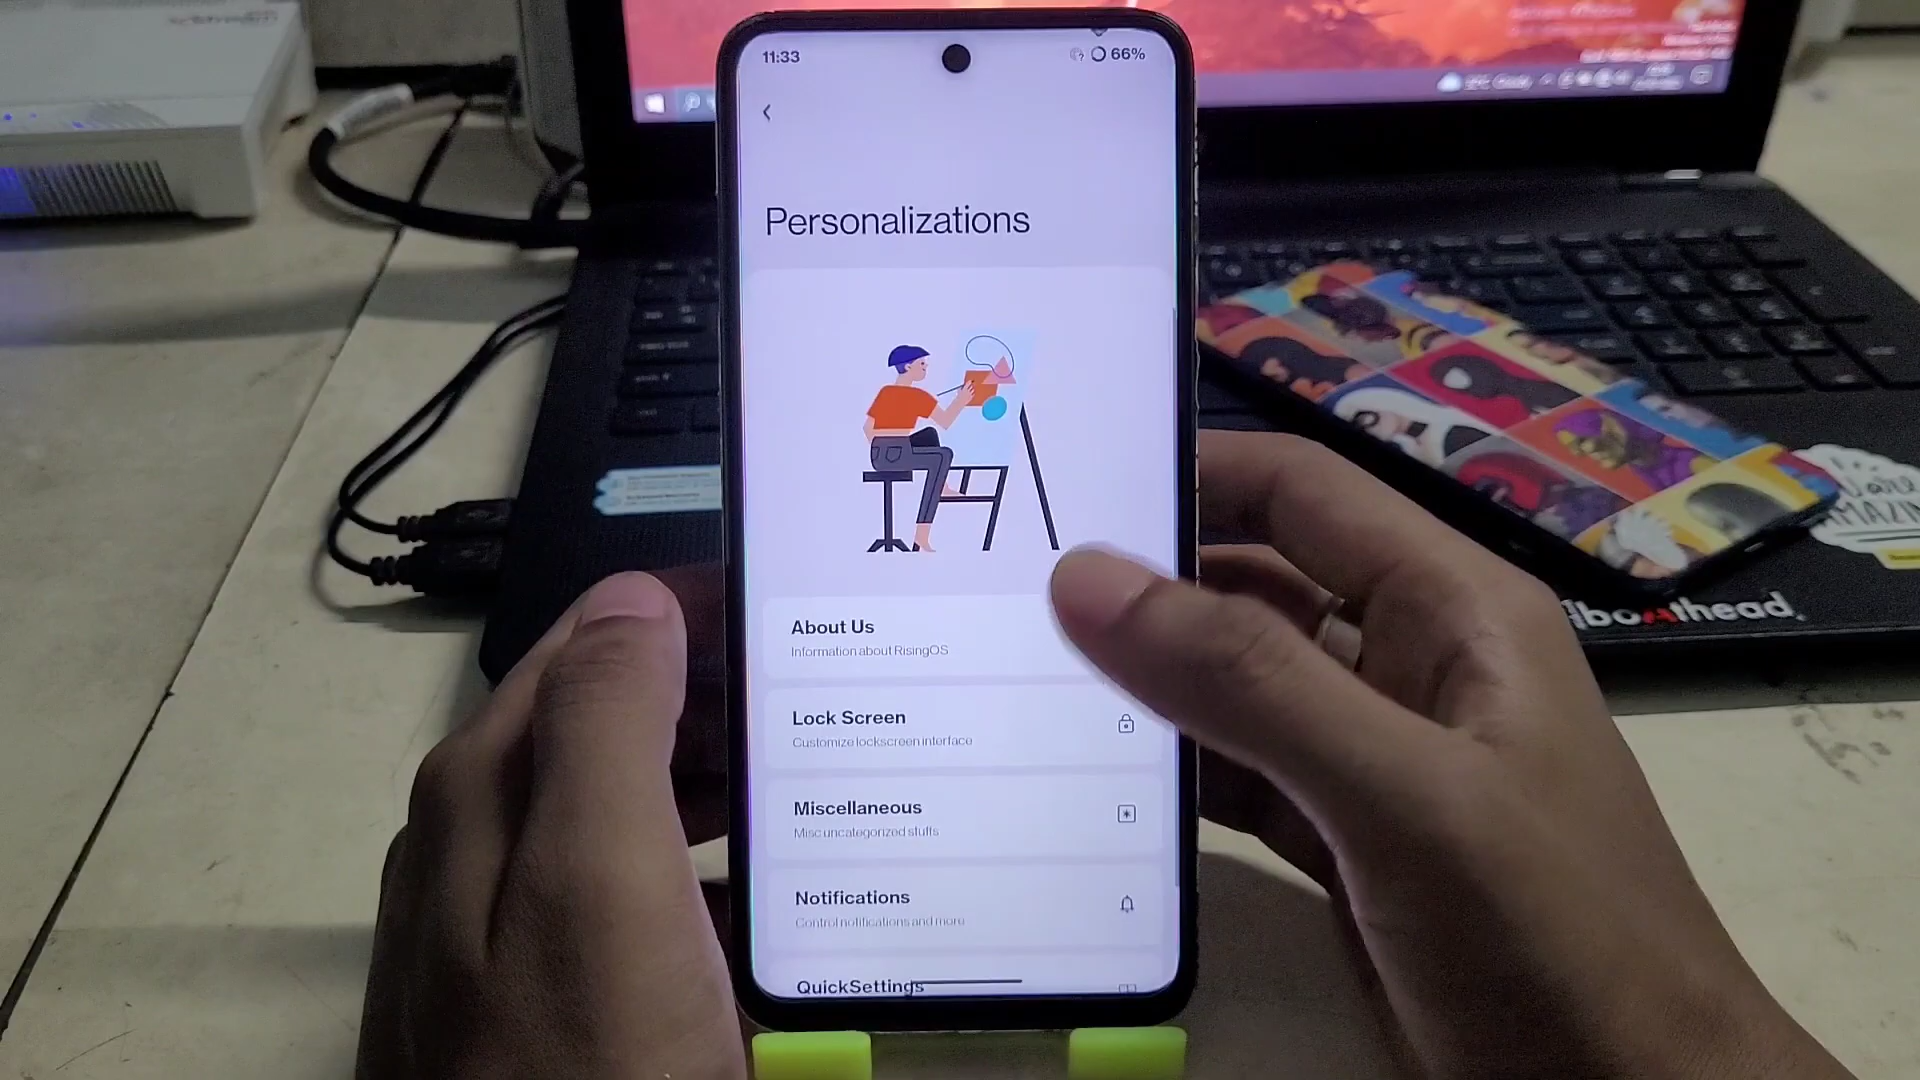 11:33
66%
Personalizations
About Us
Information about RisingOS
Lock Screen
Customize lockscreen interface
Miscellaneous
Misc uncategorized stuffs
Notifications
Control notifications and more
QuickSettings
boathead